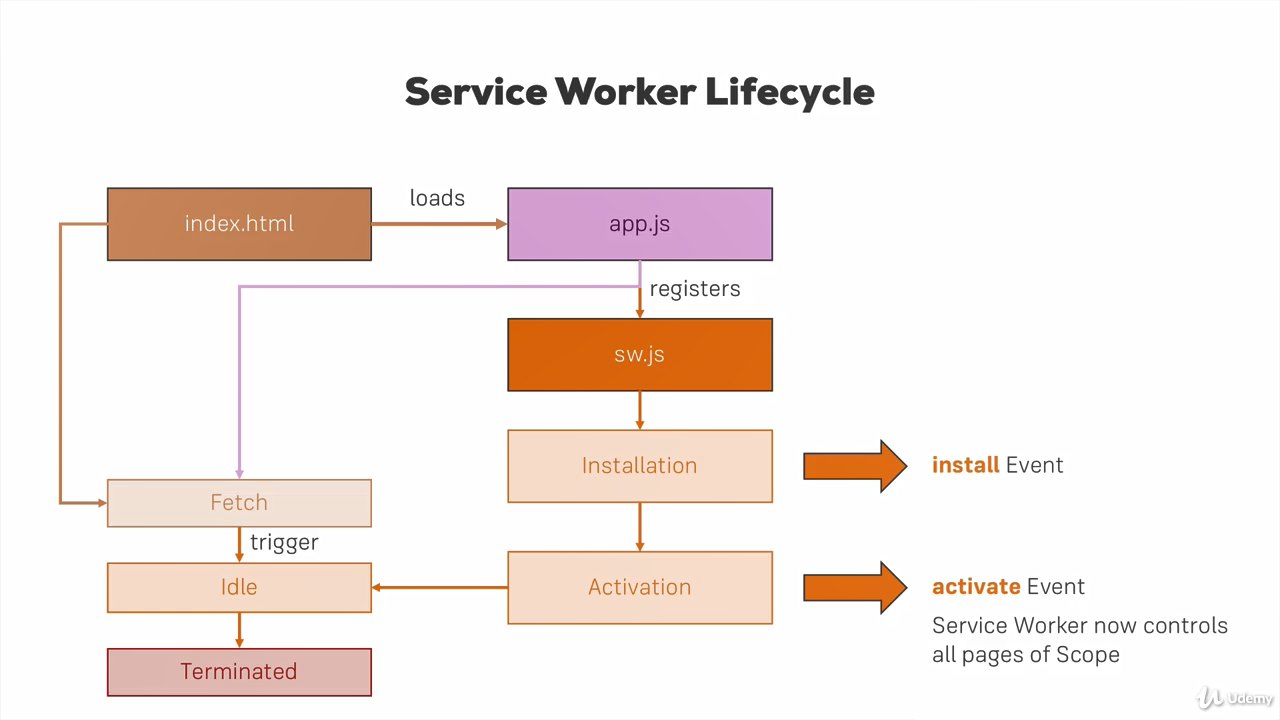 Service Worker Lifecycle
index.html
loads
app.js
registers
sw.js
Installation
install Event
Fetch
trigger
Idle
Activation
activate Event
Service Worker now controls
all pages of Scope
Terminated
Udemy